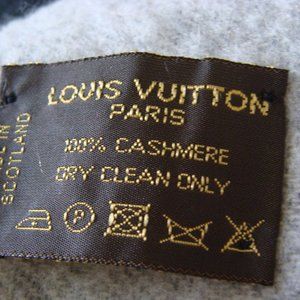 LOUIS VUITTON
PARIS
100% CASHMERE
DRY CLEAN ONLY
P
IN
SCOTLAND